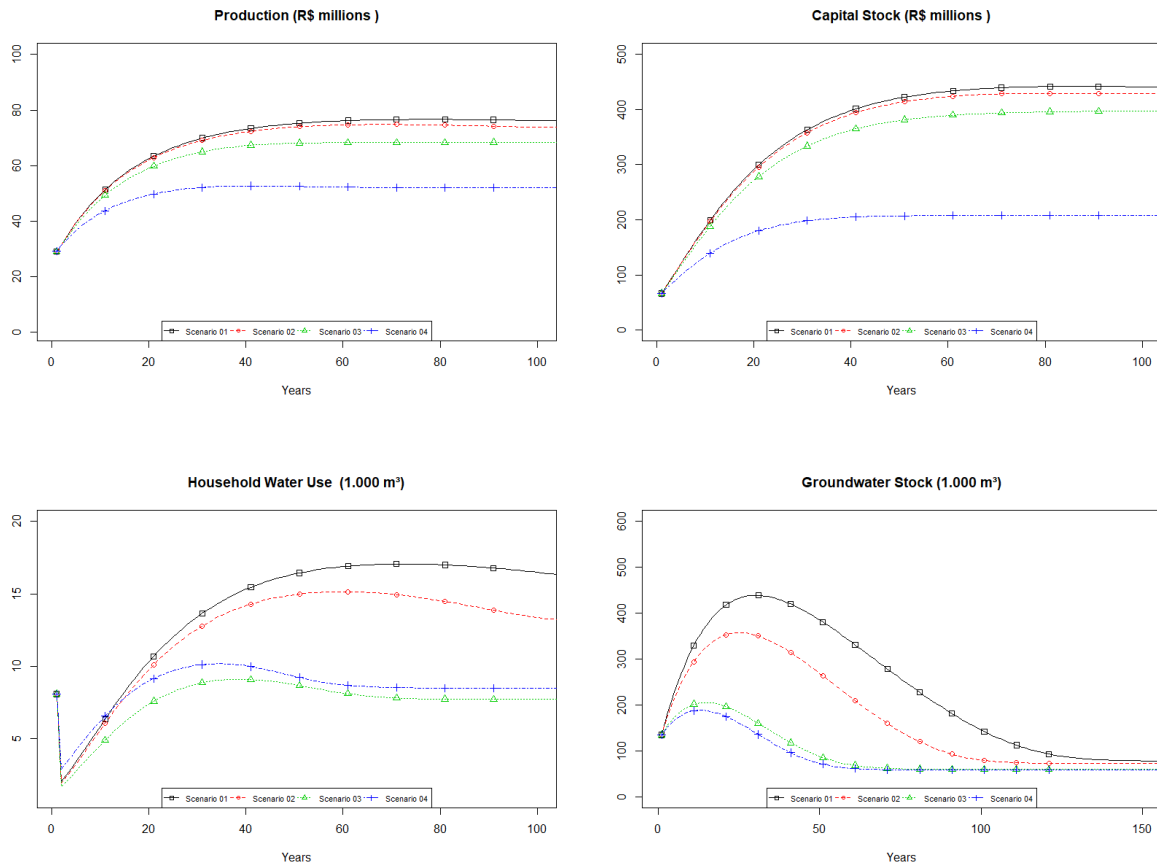 Production (R$ millions )
100
80
60
40
20
0
Scenario 01 Scenario 02 Scenario 03 Scenario 04
0 20 40 60 80 100
Years
Capital Stock (R$ millions )
500
400
300
200
100
0
Scenario 01 Scenario 02 Scenario 03 Scenario 04
0 20 40 60 80 100
Years
Household Water Use (1.000 m³)
20
15
10
5
Scenario 01 Scenario 02 Scenario 03 Scenario 04
0 20 40 60 80 100
Years
Groundwater Stock (1.000 m³)
600
500
400
300
200
100
0
Scenario 01 Scenario 02 Scenario 03 Scenario 04
0 50 100 150
Years